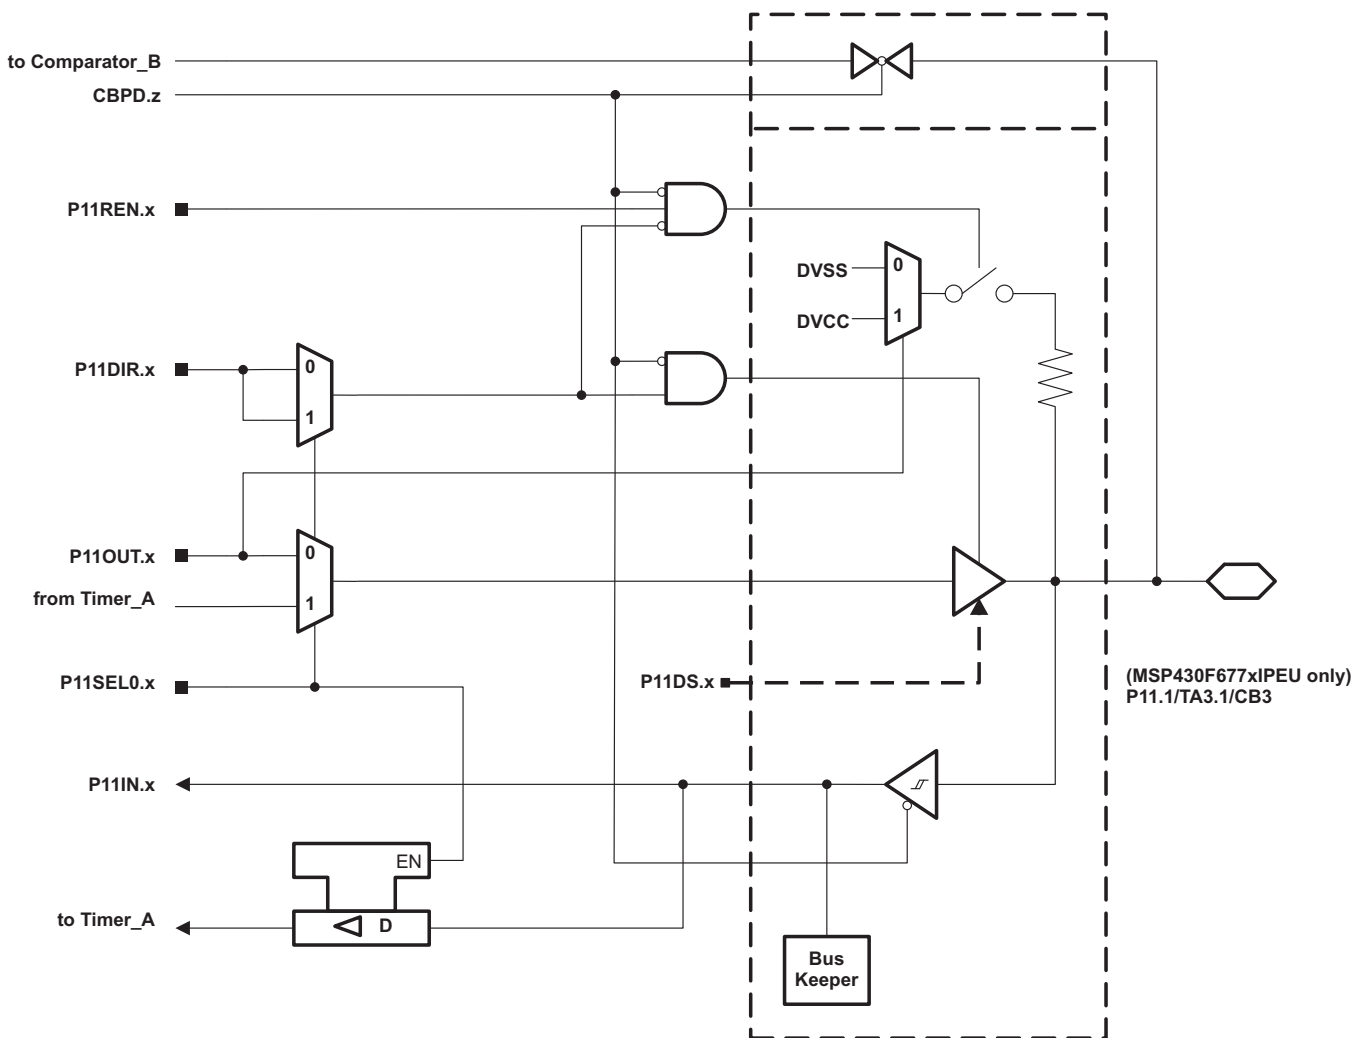 to Comparator_B
CBPD.z
P11REN.x
DVSS
0
DVCC
1
P11DIR.x
0
1
P11OUT.x
0
from Timer_A
1
P11SEL0.x
P11DS.x
(MSP430F677xIPEU only)
P11.1/TA3.1/CB3
P11IN.x
EN
to Timer_A
D
Bus
Keeper